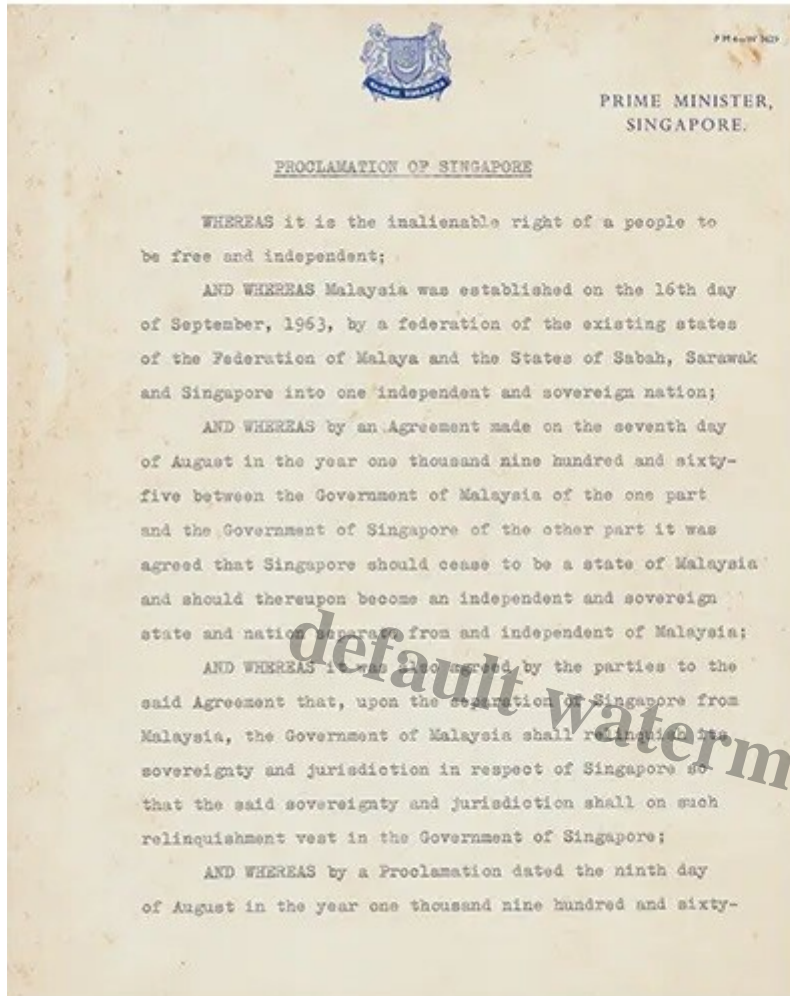 MAJULAH SINGAPURA
PRIME MINISTER,
SINGAPORE.
PROCLAMATION OF SINGAPORE
WHEREAS it is the inalienable right of a people to
be free and independent;
AND WHEREAS Malaysia was established on the 16th day
of September, 1963, by a federation of the existing states
of the Federation of Malaya and the States of Sabah, Sarawak
and Singapore into one independent and sovereign nation;
AND WHEREAS by an Agreement made on the seventh day
of August in the year one thousand nine hundred and sixty-
five between the Government of Malaysia of the one part
and the Government of Singapore of the other part it was
agreed that Singapore should cease to be a state of Malaysia
and should thereupon become an independent and sovereign
state and nation separate from and independent of Malaysia;
AND WHEREAS it was also agreed by the parties to the
said Agreement that, upon the separation of Singapore from
Malaysia, the Government of Malaysia shall relinquish its
sovereignty and jurisdiction in respect of Singapore so
that the said sovereignty and jurisdiction shall on such
relinquishment vest in the Government of Singapore;
AND WHEREAS by a Proclamation dated the ninth day
of August in the year one thousand nine hundred and sixty-
default waterm